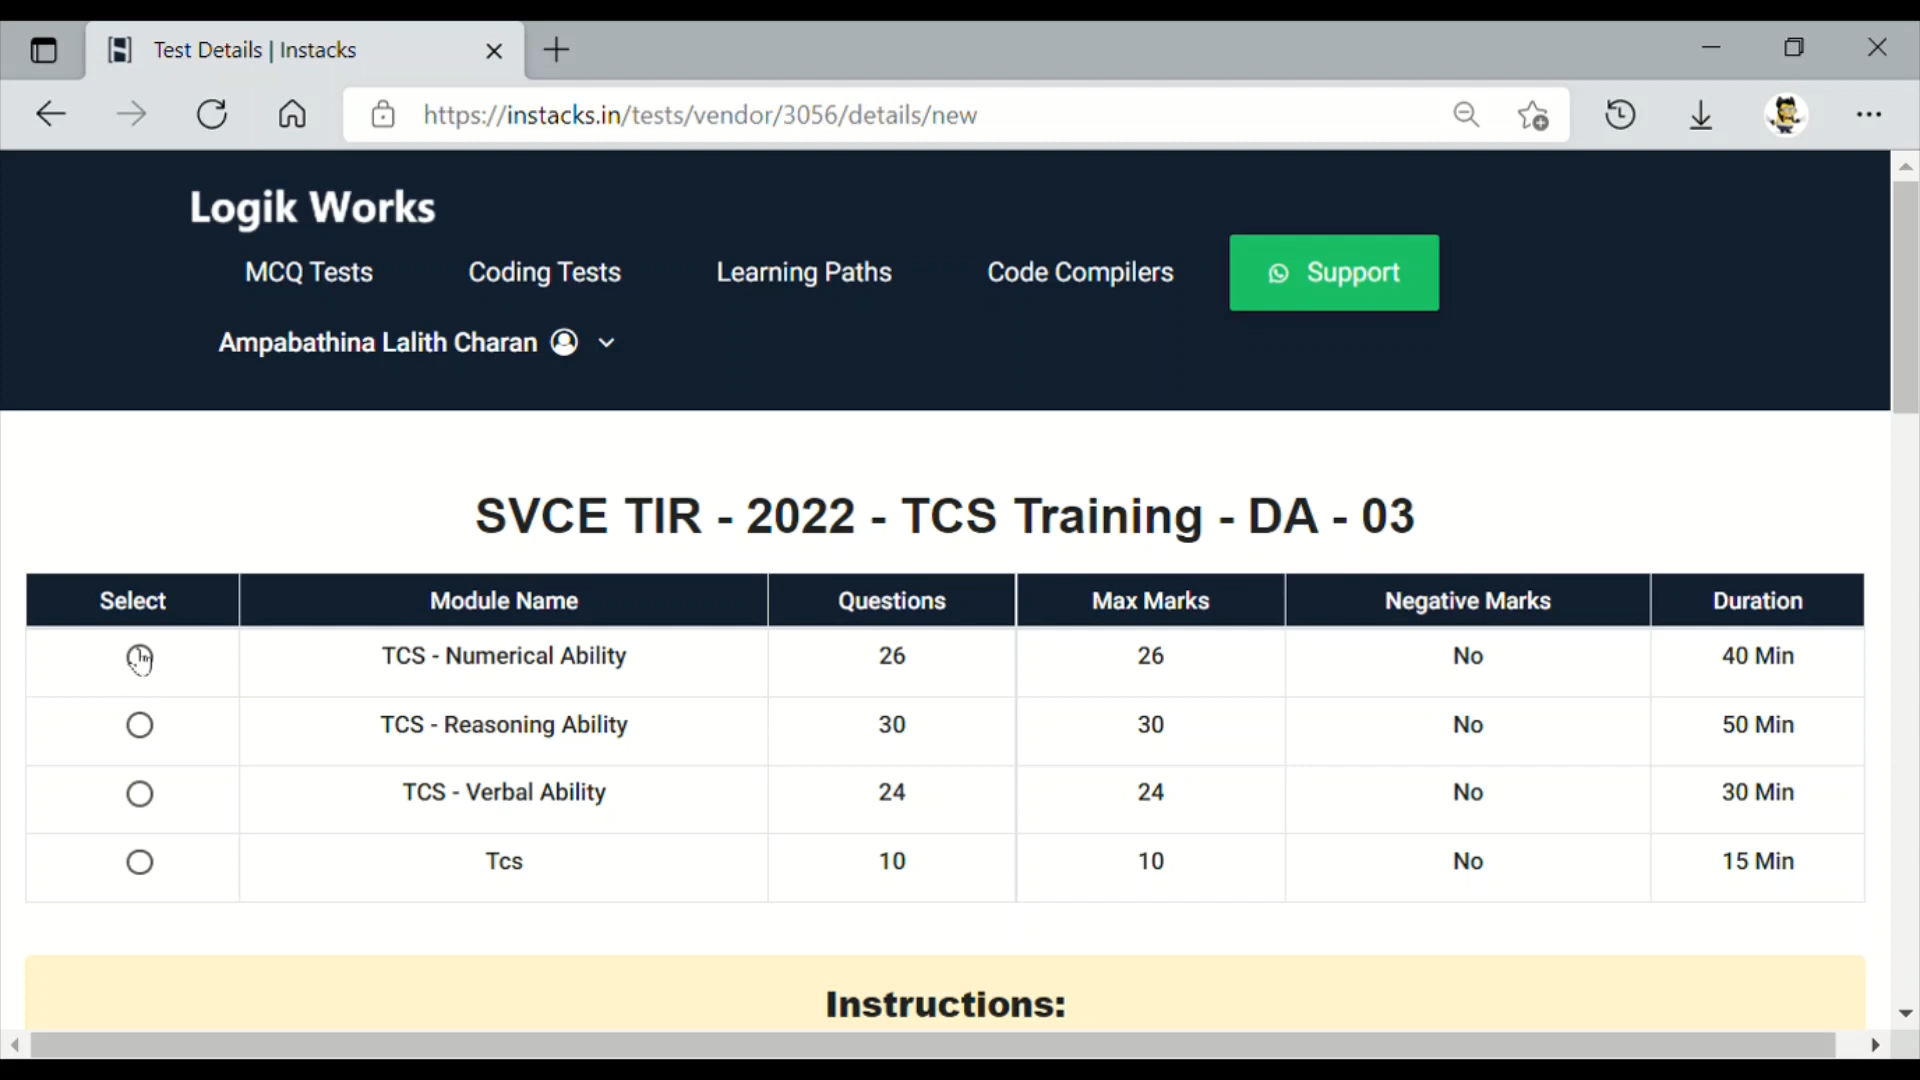 Test Details | Instacks
https://instacks.in/tests/vendor/3056/details/new
Logik Works
MCQ Tests Coding Tests Learning Paths Code Compilers Support
Ampabathina Lalith Charan
SVCE TIR - 2022 - TCS Training - DA - 03
Select Module Name Questions Max Marks Negative Marks Duration
TCS - Numerical Ability 26 26 No 40 Min
TCS - Reasoning Ability 30 30 No 50 Min
TCS - Verbal Ability 24 24 No 30 Min
Tcs 10 10 No 15 Min
Instructions: